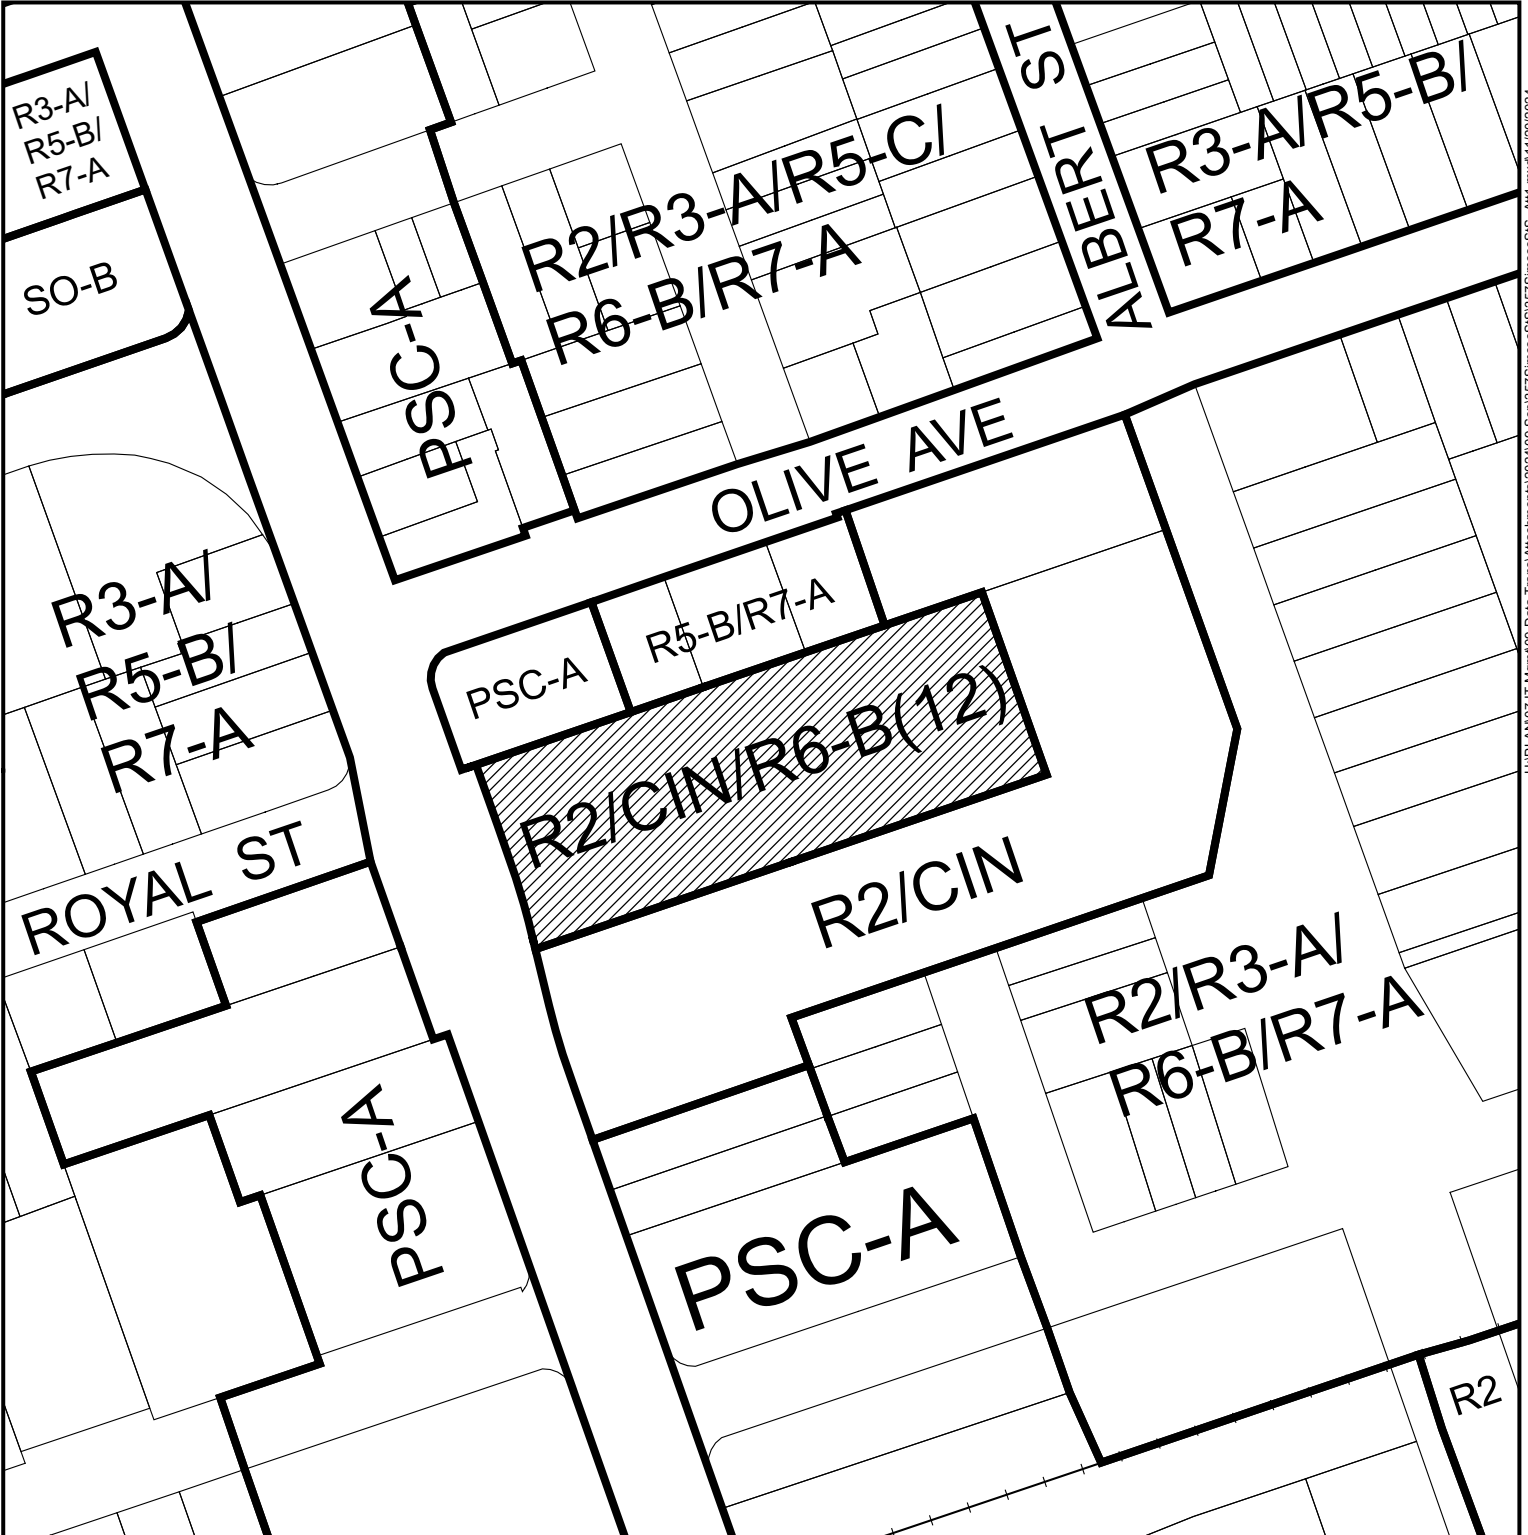 R3-A/
R5-B/
R7-A
SO-B
PSC-A
R2/R3-A/R5-C/
R6-B/R7-A
ALBERT ST
R3-A/R5-B/
R7-A
OLIVE AVE
R3-A/
R5-B/
R7-A
PSC-A
R5-B/R7-A
R2/CIN/R6-B(12)
R2/CIN
ROYAL ST
R2/R3-A/
R6-B/R7-A
PSC-A
PSC-A
R2